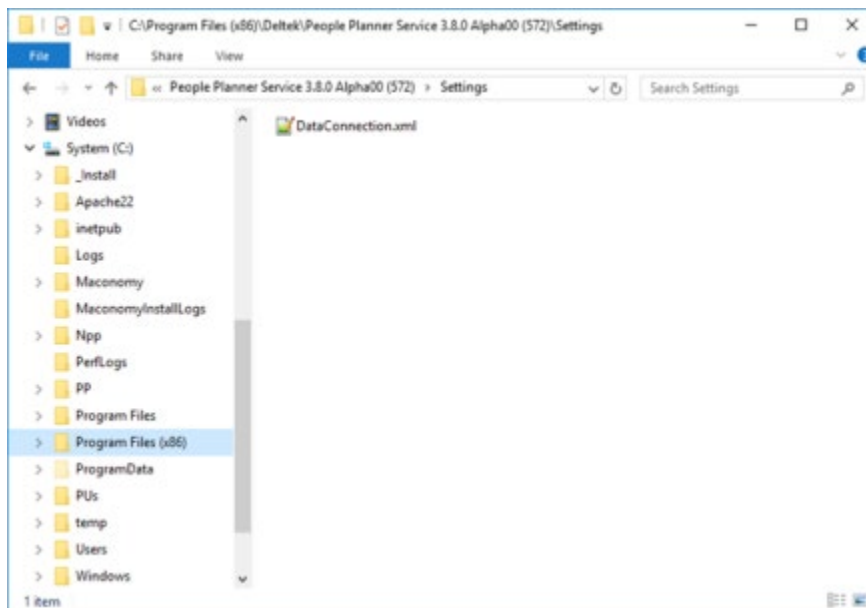 C:\Program Files (x86)\Deltek\People Planner Service 3.8.0 Alpha00 (572)\Settings
File Home Share View
« People Planner Service 3.8.0 Alpha00 (572) > Settings
Search Settings
Videos
System (C:)
_Install
Apache22
inetpub
Logs
Maconomy
MaconomyInstallLogs
Npp
PerfLogs
PP
Program Files
Program Files (x86)
ProgramData
PUs
temp
Users
Windows
DataConnection.xml
1 item